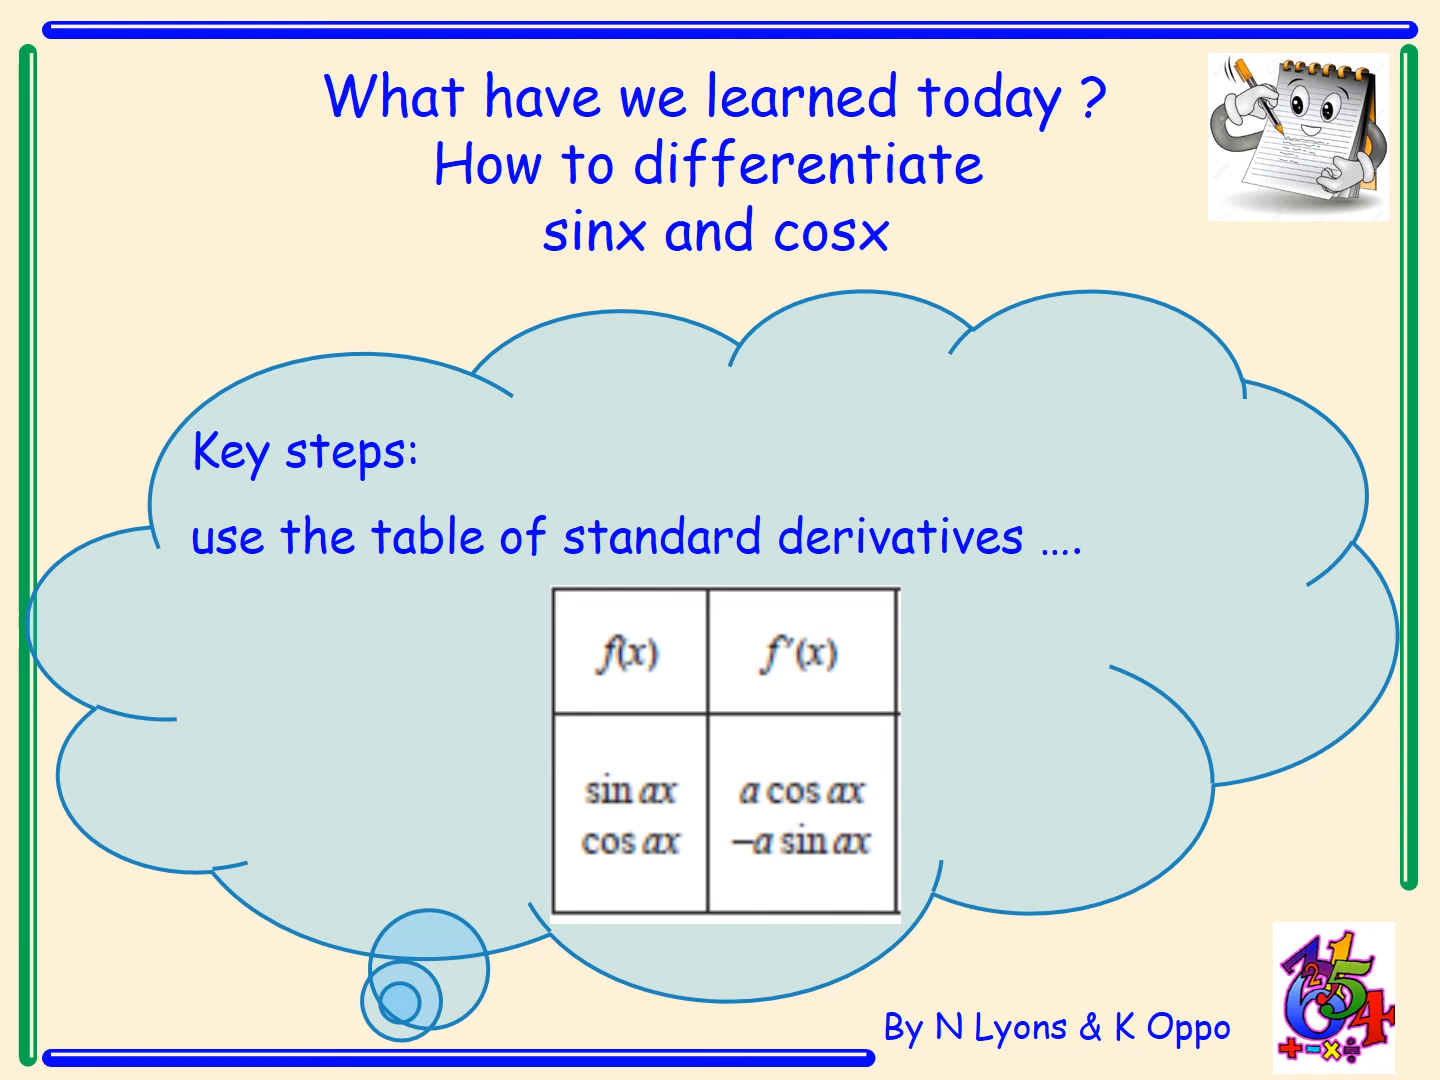 What have we learned today ?
How to differentiate
sinx and cosx
Key steps:
use the table of standard derivatives ....
f(x) f′(x)
sin ax a cos ax
cos ax –a sin ax
By N Lyons & K Oppo